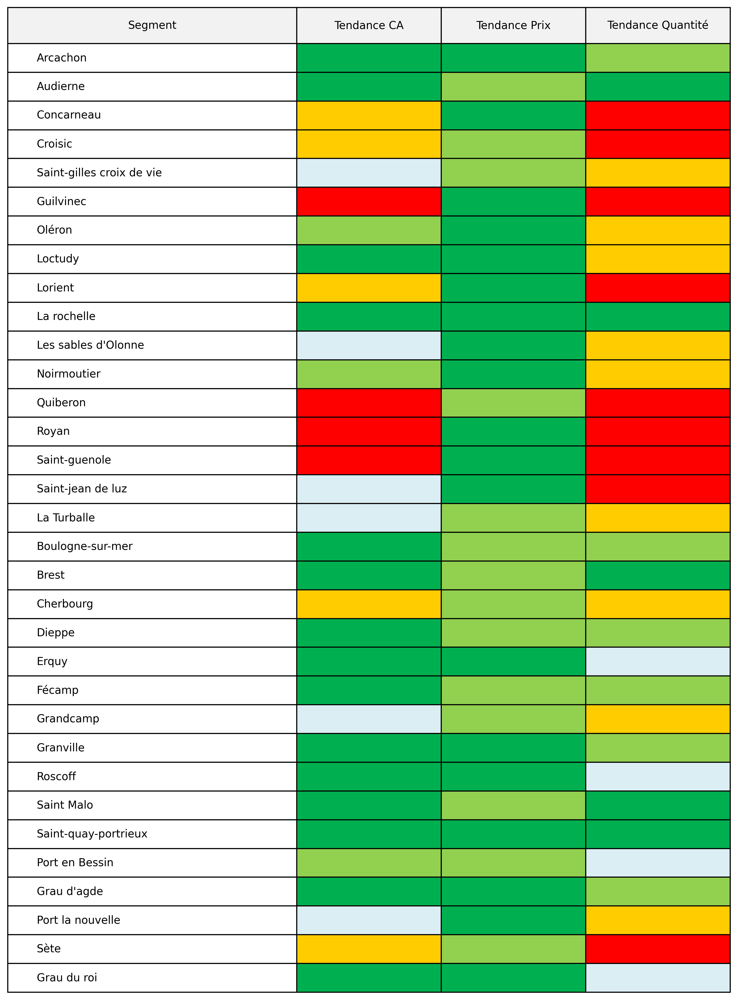 Segment Tendance CA Tendance Prix Tendance Quantité
Arcachon
Audierne
Concarneau
Croisic
Saint-gilles croix de vie
Guilvinec
Oléron
Loctudy
Lorient
La rochelle
Les sables d'Olonne
Noirmoutier
Quiberon
Royan
Saint-guenole
Saint-jean de luz
La Turballe
Boulogne-sur-mer
Brest
Cherbourg
Dieppe
Erquy
Fécamp
Grandcamp
Granville
Roscoff
Saint Malo
Saint-quay-portrieux
Port en Bessin
Grau d'agde
Port la nouvelle
Sète
Grau du roi